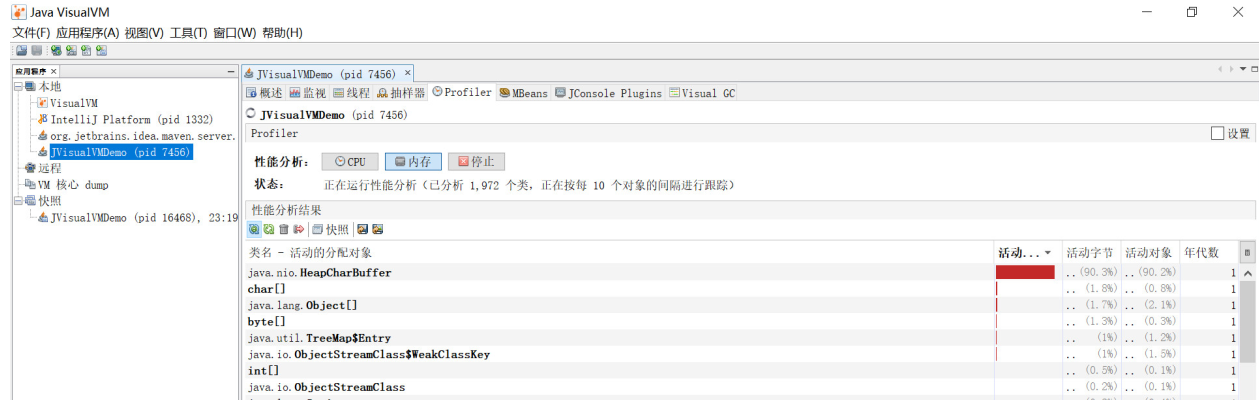 Java VisualVM
文件(F) 应用程序(A) 视图(V) 工具(T) 窗口(W) 帮助(H)
应用程序
本地
VisualVM
IntelliJ Platform (pid 1332)
org.jetbrains.idea.maven.server.
JVisualVMDemo (pid 7456)
远程
VM 核心 dump
快照
JVisualVMDemo (pid 16468), 23:19
JVisualVMDemo (pid 7456)
概述 监视 线程 抽样器 Profiler MBeans JConsole Plugins Visual GC
JVisualVMDemo (pid 7456)
Profiler 设置
性能分析: CPU 内存 停止
状态: 正在运行性能分析(已分析 1,972 个类，正在按每 10 个对象的间隔进行跟踪)
性能分析结果
快照
类名 - 活动的分配对象 活动... 活动字节 活动对象 年代数
java.nio.HeapCharBuffer ..(90.3%) ..(90.2%) 1
char[] .. (1.8%) .. (0.8%) 1
java.lang.Object[] .. (1.7%) .. (2.1%) 1
byte[] .. (1.3%) .. (0.3%) 1
java.util.TreeMap$Entry .. (1%) .. (1.2%) 1
java.io.ObjectStreamClass$WeakClassKey .. (1%) .. (1.5%) 1
int[] .. (0.5%) .. (0.1%) 1
java.io.ObjectStreamClass .. (0.2%) .. (0.1%) 1